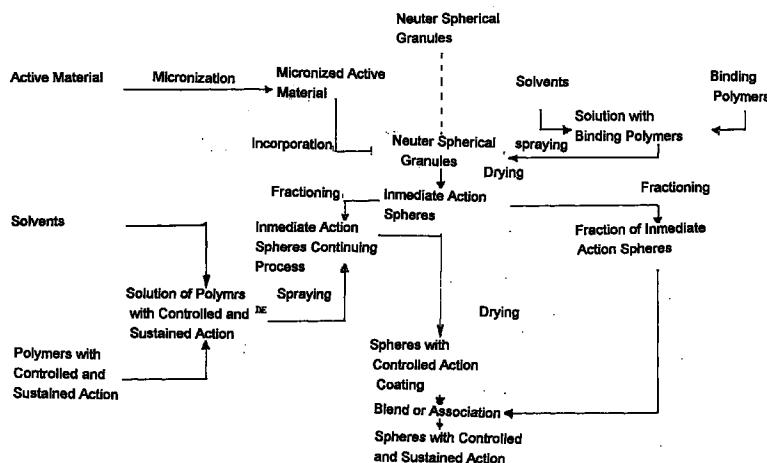 Neuter Spherical
Granules
Active Material
Micronization
Micronized Active
Material
Solvents
Binding
Polymers
Solution with
Binding Polymers
Incorporation
Neuter Spherical
Granules
spraying
Drying
Fractioning
Inmediate Action
Spheres
Fractioning
Solvents
Inmediate Action
Spheres Continuing
Process
Fraction of Inmediate
Action Spheres
Solution of Polymrs
with Controlled and
Sustained Action
DE
Spraying
Drying
Polymers with
Controlled and
Sustained Action
Spheres with
Controlled Action
Coating
Blend or Association
Spheres with Controlled
and Sustained Action